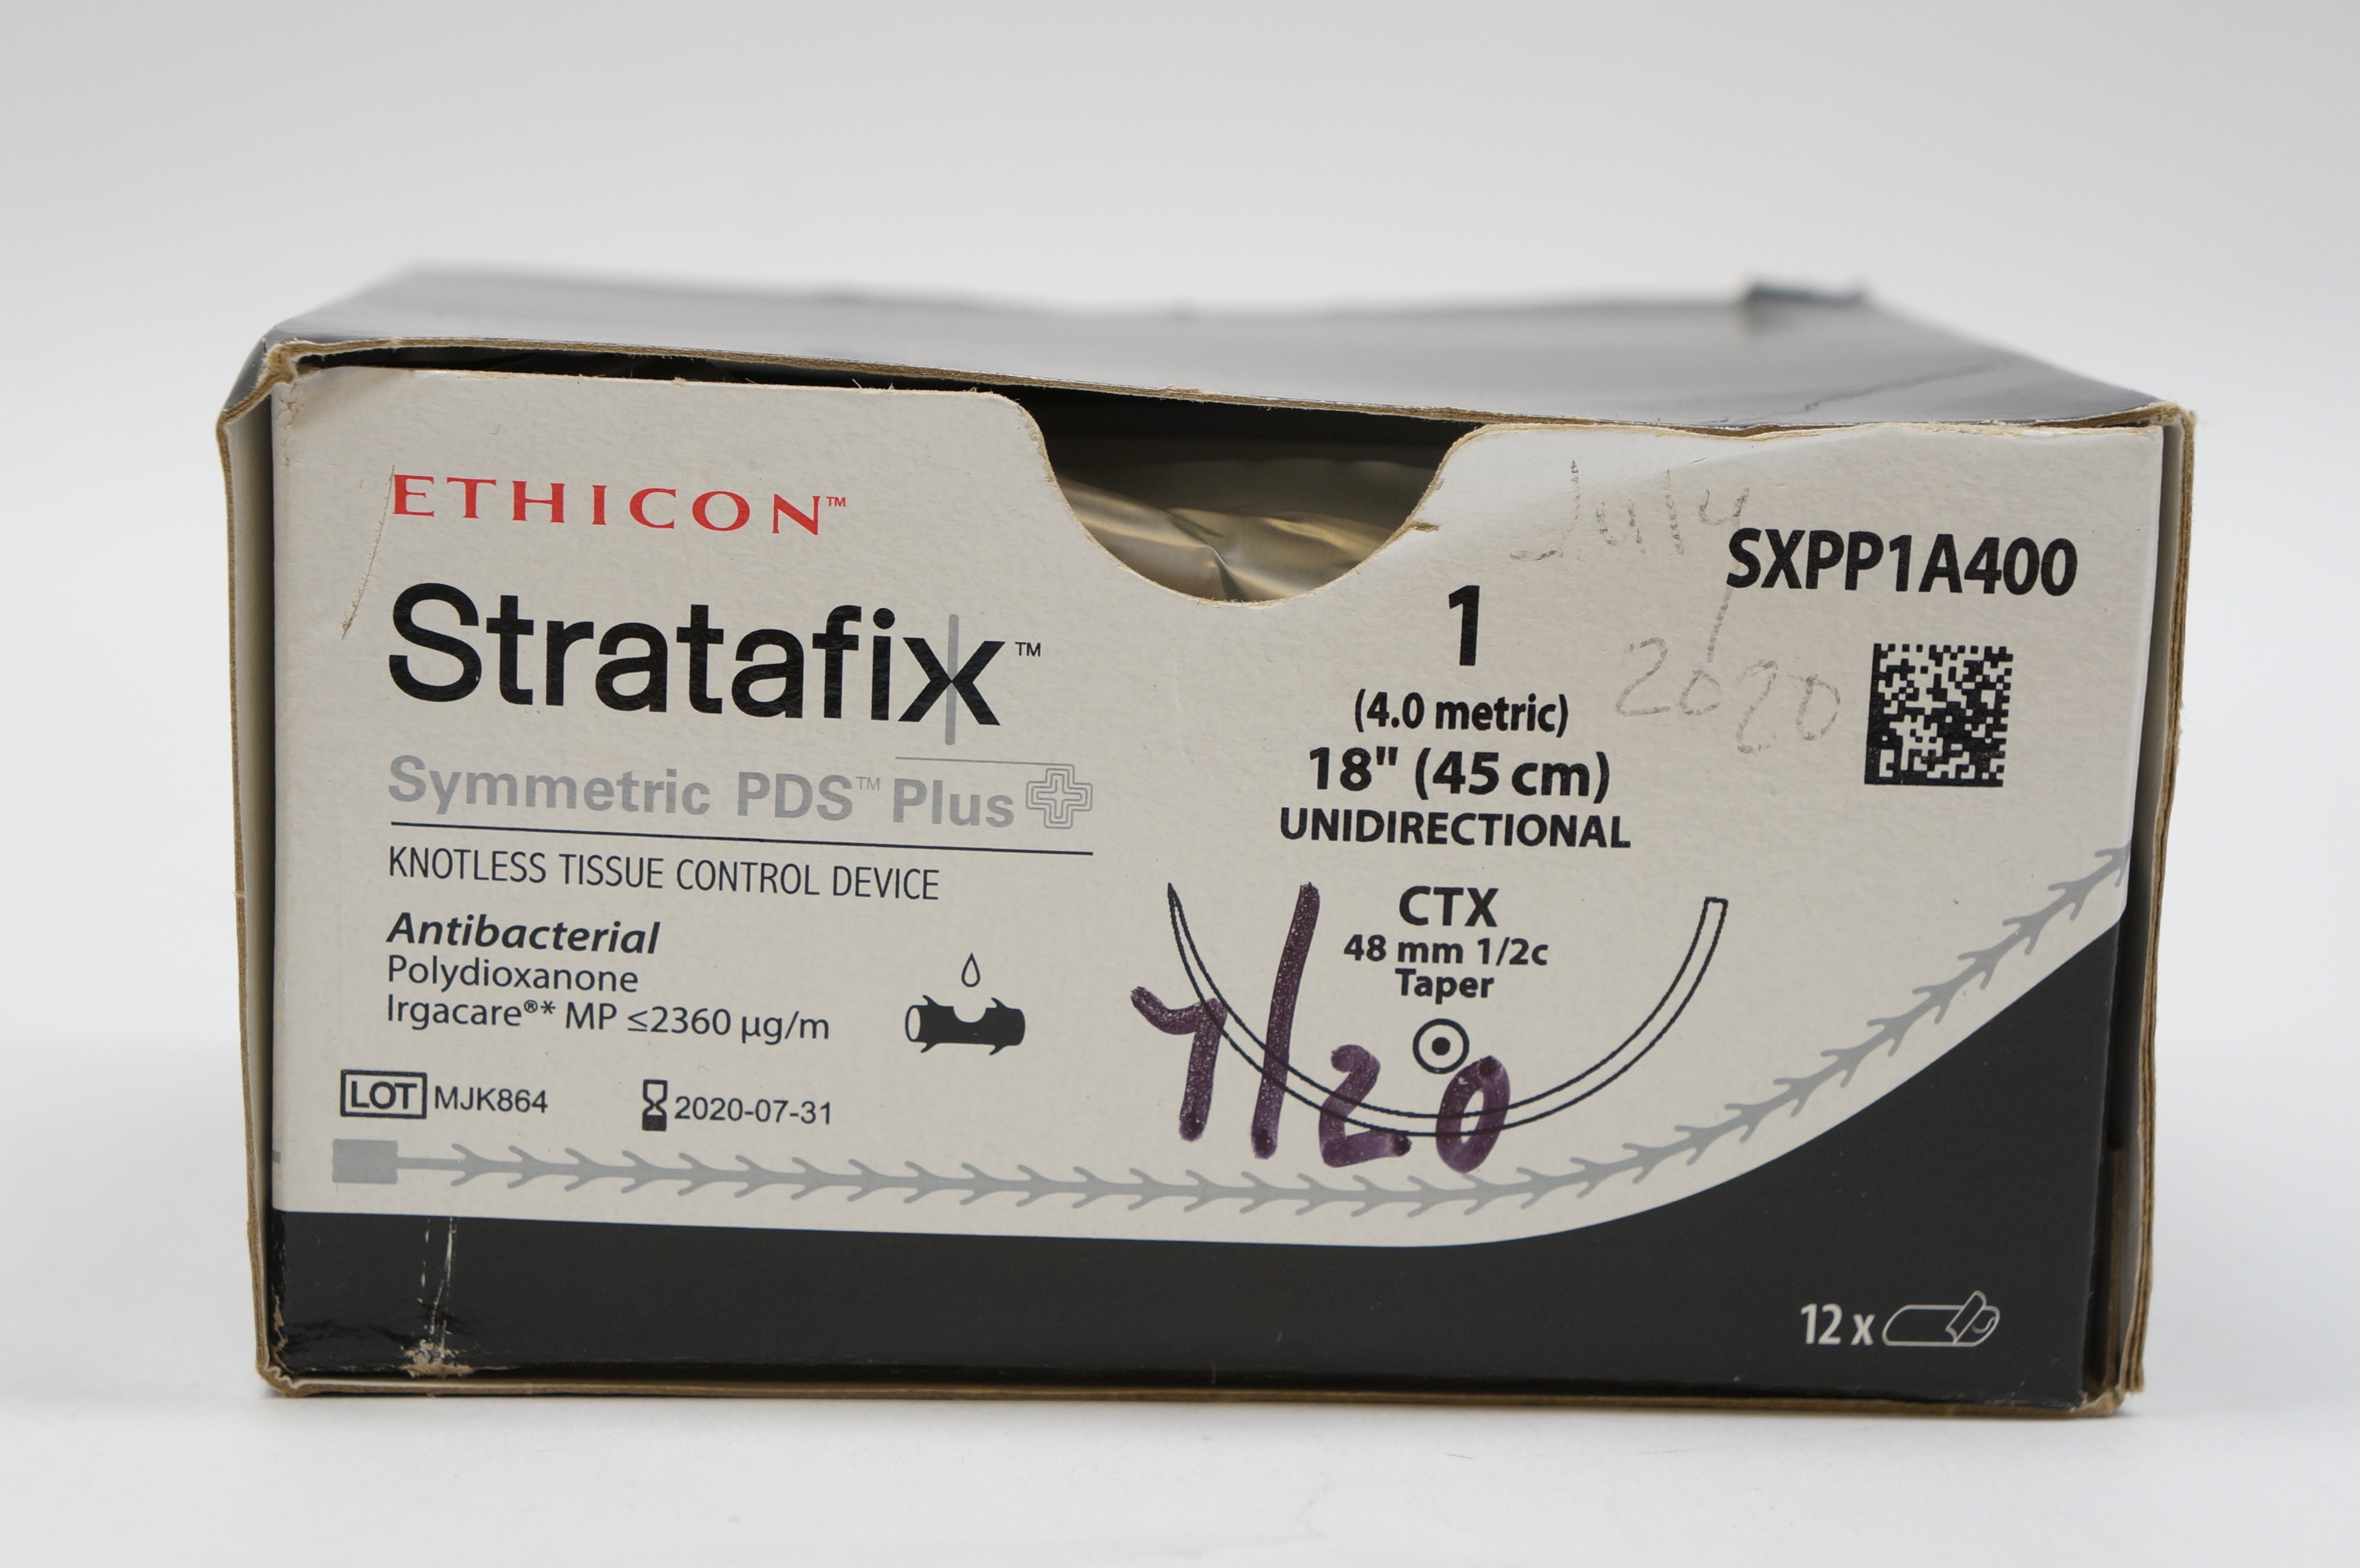 ETHICON™
Stratafix™
Symmetric PDS™ Plus
KNOTLESS TISSUE CONTROL DEVICE
Antibacterial
Polydioxanone
Irgacare®* MP ≤2360 µg/m
LOT MJK864
2020-07-31
July
2020
SXPP1A400
1
(4.0 metric)
18" (45 cm)
UNIDIRECTIONAL
CTX
48 mm 1/2c
Taper
7/20
12 x